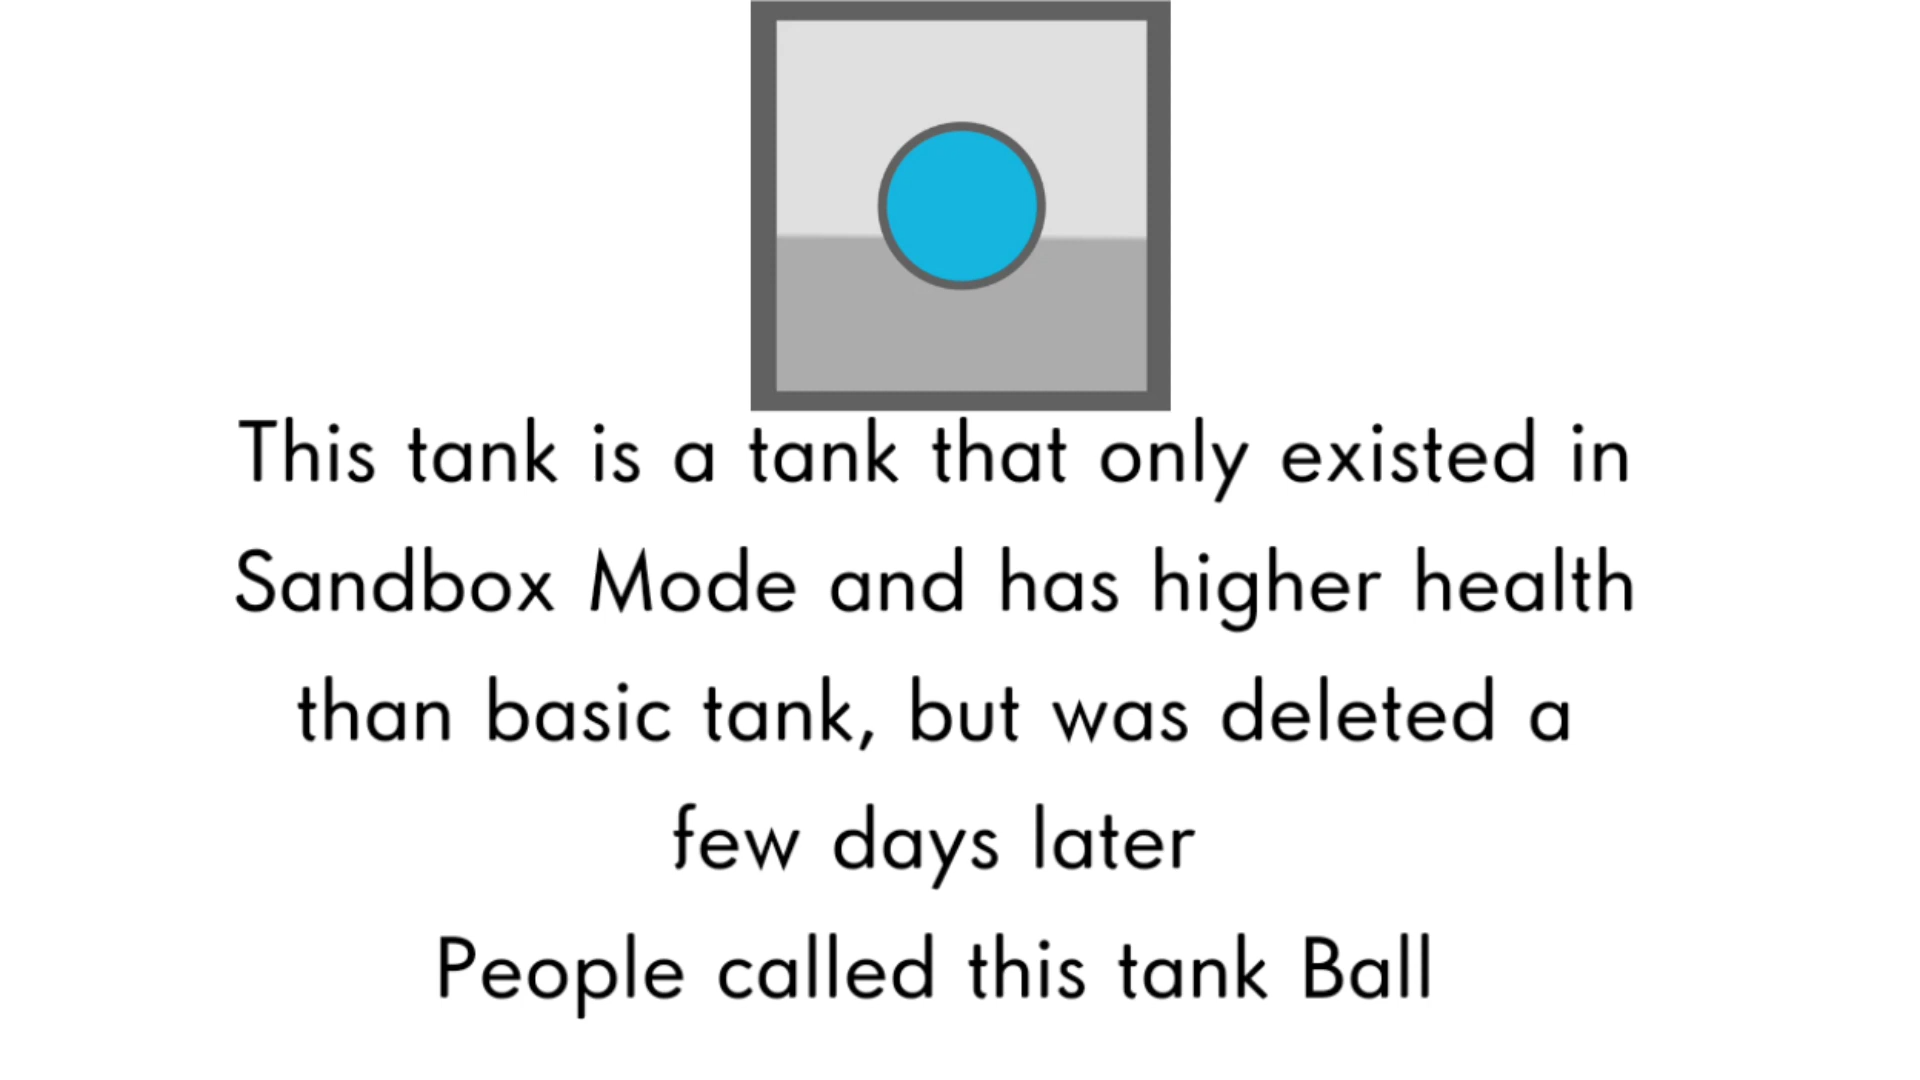 This tank is a tank that only existed in
Sandbox Mode and has higher health
than basic tank, but was deleted a
few days later
People called this tank Ball